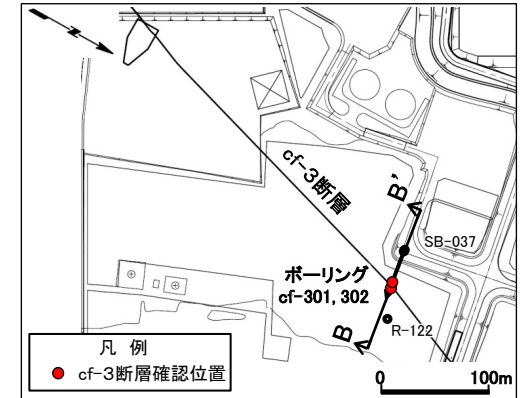 cf-3断層
B'
SB-037
ボーリング
cf-301, 302
R-122
B
凡 例
cf-3断層確認位置
0 100m